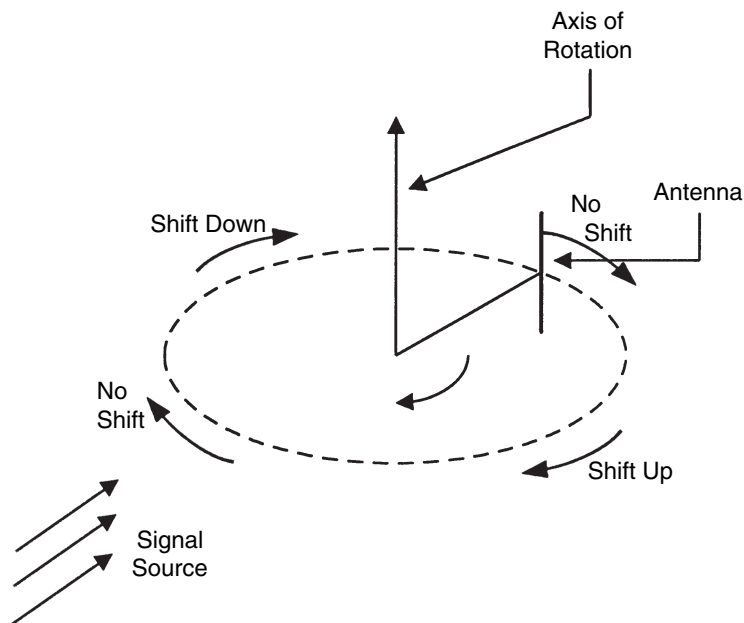 Axis of
Rotation
Antenna
No
Shift
Shift Down
No
Shift
Shift Up
Signal
Source